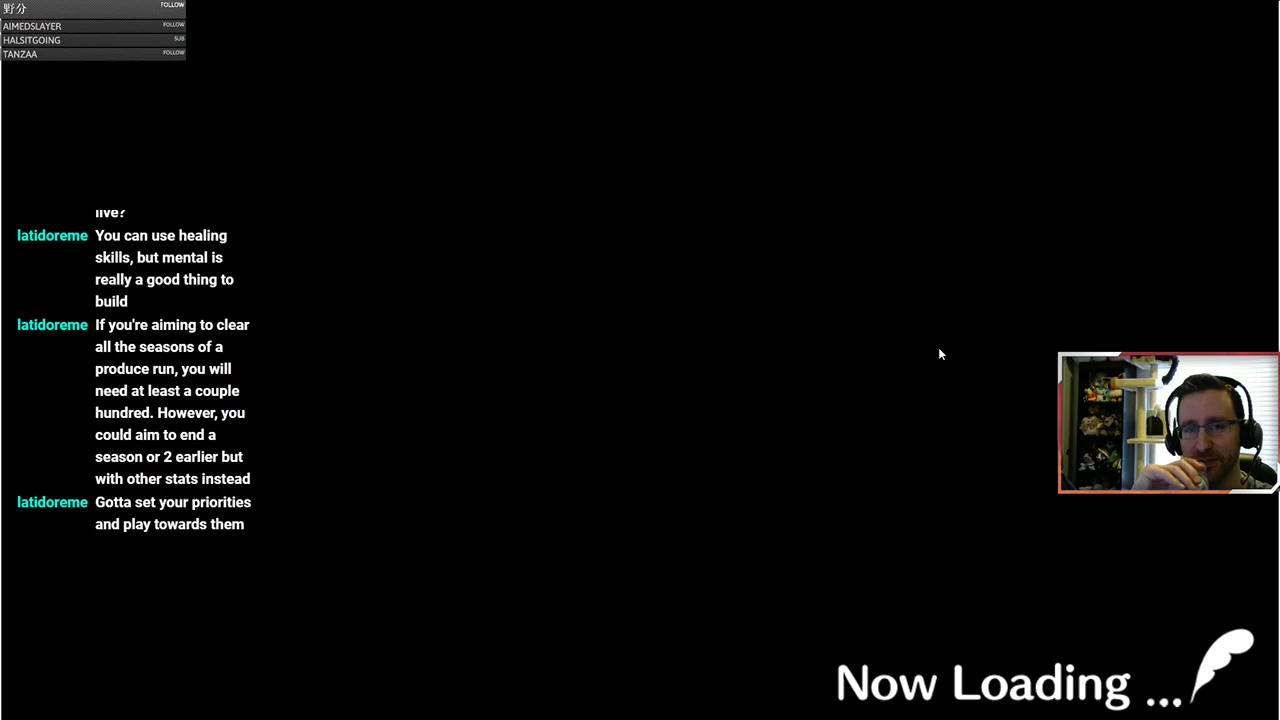 野分 FOLLOW
AIMEDSLAYER FOLLOW
HALSITGOING SUB
TANZAA FOLLOW
live?
latidoreme You can use healing
skills, but mental is
really a good thing to
build
latidoreme If you're aiming to clear
all the seasons of a
produce run, you will
need at least a couple
hundred. However, you
could aim to end a
season or 2 earlier but
with other stats instead
latidoreme Gotta set your priorities
and play towards them
Now Loading ...